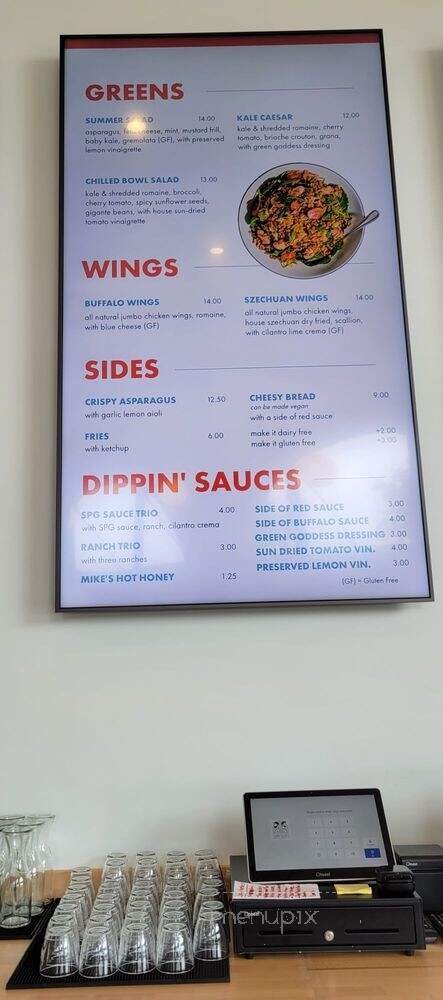 GREENS
SUMMER SALAD 14.00
asparagus, feta cheese, mint, mustard frill,
baby kale, gremolata (GF), with preserved
lemon vinaigrette
KALE CAESAR 12.00
kale & shredded romaine, cherry
tomato, brioche crouton, grana,
with green goddess dressing
CHILLED BOWL SALAD 13.00
kale & shredded romaine, broccoli,
cherry tomato, spicy sunflower seeds,
gigante beans, with house sun-dried
tomato vinaigrette
WINGS
BUFFALO WINGS 14.00
all natural jumbo chicken wings, romaine,
with blue cheese (GF)
SZECHUAN WINGS 14.00
all natural jumbo chicken wings,
house szechuan dry fried, scallion,
with cilantro lime crema (GF)
SIDES
CRISPY ASPARAGUS 12.50
with garlic lemon aioli
FRIES 6.00
with ketchup
CHEESY BREAD 9.00
can be made vegan
with a side of red sauce
make it dairy free +2.00
make it gluten free +3.00
DIPPIN' SAUCES
SPG SAUCE TRIO 4.00
with SPG sauce, ranch, cilantro crema
RANCH TRIO 3.00
with three ranches
MIKE'S HOT HONEY 1.25
SIDE OF RED SAUCE 3.00
SIDE OF BUFFALO SAUCE 4.00
GREEN GODDESS DRESSING 3.00
SUN DRIED TOMATO VIN. 4.00
PRESERVED LEMON VIN. 3.00
(GF) = Gluten Free
menupix